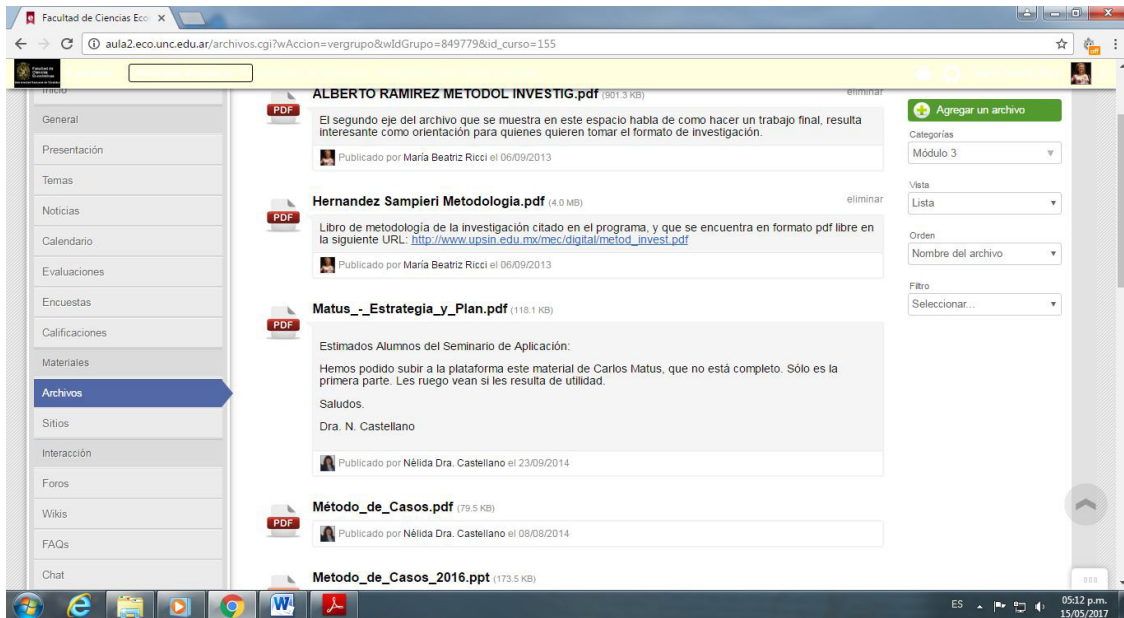 Facultad de Ciencias Eco
aula2.eco.unc.edu.ar/archivos.cgi?wAccion=vergrupo&wIdGrupo=849779&id_curso=155
off
Facultad de
Ciencias
Económicas
Inicio
General
Presentación
Temas
Noticias
Calendario
Evaluaciones
Encuestas
Calificaciones
Materiales
Archivos
Sitios
Interacción
Foros
Wikis
FAQs
Chat
PDF
ALBERTO RAMIREZ METODOL INVESTIG.pdf (901.3 KB)
eliminar
El segundo eje del archivo que se muestra en este espacio habla de como hacer un trabajo final, resulta
interesante como orientación para quienes quieren tomar el formato de investigación.
Publicado por María Beatriz Ricci el 06/09/2013
PDF
Hernandez Sampieri Metodologia.pdf (4.0 MB)
eliminar
Libro de metodología de la investigación citado en el programa, y que se encuentra en formato pdf libre en
la siguiente URL: http://www.upsin.edu.mx/mec/digital/metod_invest.pdf
Publicado por María Beatriz Ricci el 06/09/2013
PDF
Matus_-_Estrategia_y_Plan.pdf (118.1 KB)
Estimados Alumnos del Seminario de Aplicación:
Hemos podido subir a la plataforma este material de Carlos Matus, que no está completo. Sólo es la
primera parte. Les ruego vean si les resulta de utilidad.
Saludos.
Dra. N. Castellano
Publicado por Nélida Dra. Castellano el 23/09/2014
PDF
Método_de_Casos.pdf (79.5 KB)
Publicado por Nélida Dra. Castellano el 08/08/2014
Metodo_de_Casos_2016.ppt (173.5 KB)
Agregar un archivo
Categorías
Módulo 3
Vista
Lista
Orden
Nombre del archivo
Filtro
Seleccionar...
ES
05:12 p.m.
15/05/2017